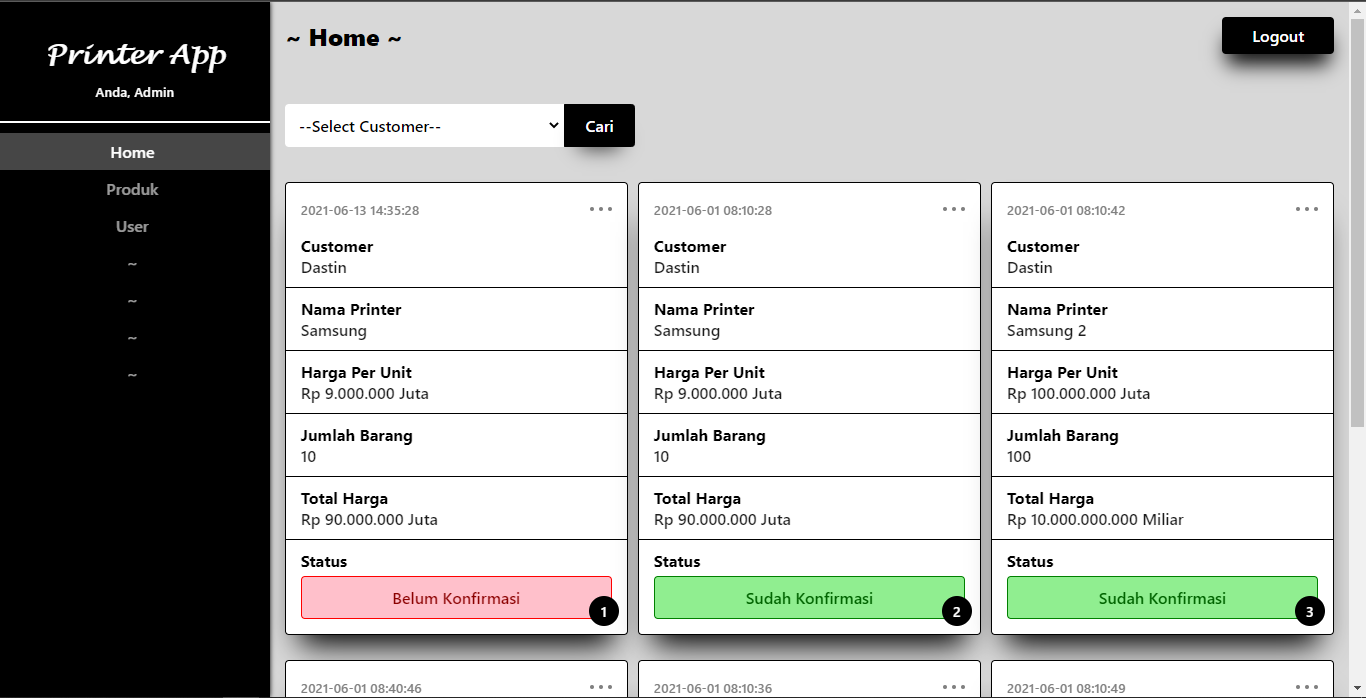 Printer App
Anda, Admin
Home
Produk
User
~
~
~
~
~ Home ~
Logout
--Select Customer--
Cari
2021-06-13 14:35:28
Customer
Dastin
Nama Printer
Samsung
Harga Per Unit
Rp 9.000.000 Juta
Jumlah Barang
10
Total Harga
Rp 90.000.000 Juta
Status
Belum Konfirmasi
1
2021-06-01 08:10:28
Customer
Dastin
Nama Printer
Samsung
Harga Per Unit
Rp 9.000.000 Juta
Jumlah Barang
10
Total Harga
Rp 90.000.000 Juta
Status
Sudah Konfirmasi
2
2021-06-01 08:10:42
Customer
Dastin
Nama Printer
Samsung 2
Harga Per Unit
Rp 100.000.000 Juta
Jumlah Barang
100
Total Harga
Rp 10.000.000.000 Miliar
Status
Sudah Konfirmasi
3
2021-06-01 08:40:46
2021-06-01 08:10:36
2021-06-01 08:10:49